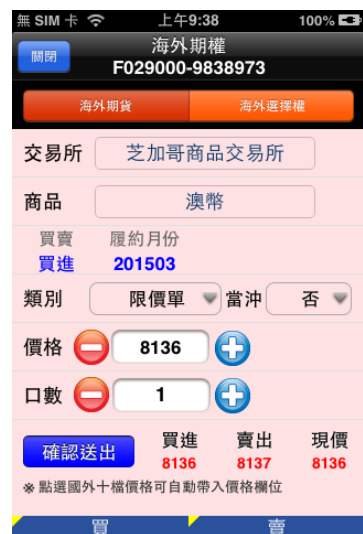 無 SIM 卡 上午9:38 100%
關閉 海外期權
F029000-9838973
海外期貨 海外選擇權
交易所 芝加哥商品交易所
商品 澳幣
買賣 履約月份
買進 201503
類別 限價單 當沖 否
價格 8136
口數 1
確認送出 買進 賣出 現價
8136 8137 8136
※ 點選國外十檔價格可自動帶入價格欄位
買 賣